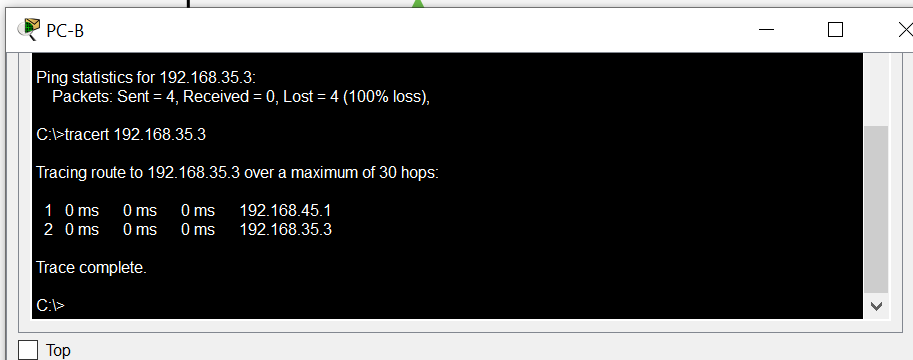 PC-B
Ping statistics for 192.168.35.3:
Packets: Sent = 4, Received = 0, Lost = 4 (100% loss),
C:\>tracert 192.168.35.3
Tracing route to 192.168.35.3 over a maximum of 30 hops:
1 0 ms 0 ms 0 ms 192.168.45.1
2 0 ms 0 ms 0 ms 192.168.35.3
Trace complete.
C:\>
Top